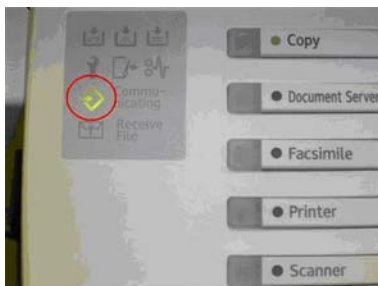 Copy
Commu-
nicating
Document Server
Receive
File
Facsimile
Printer
Scanner